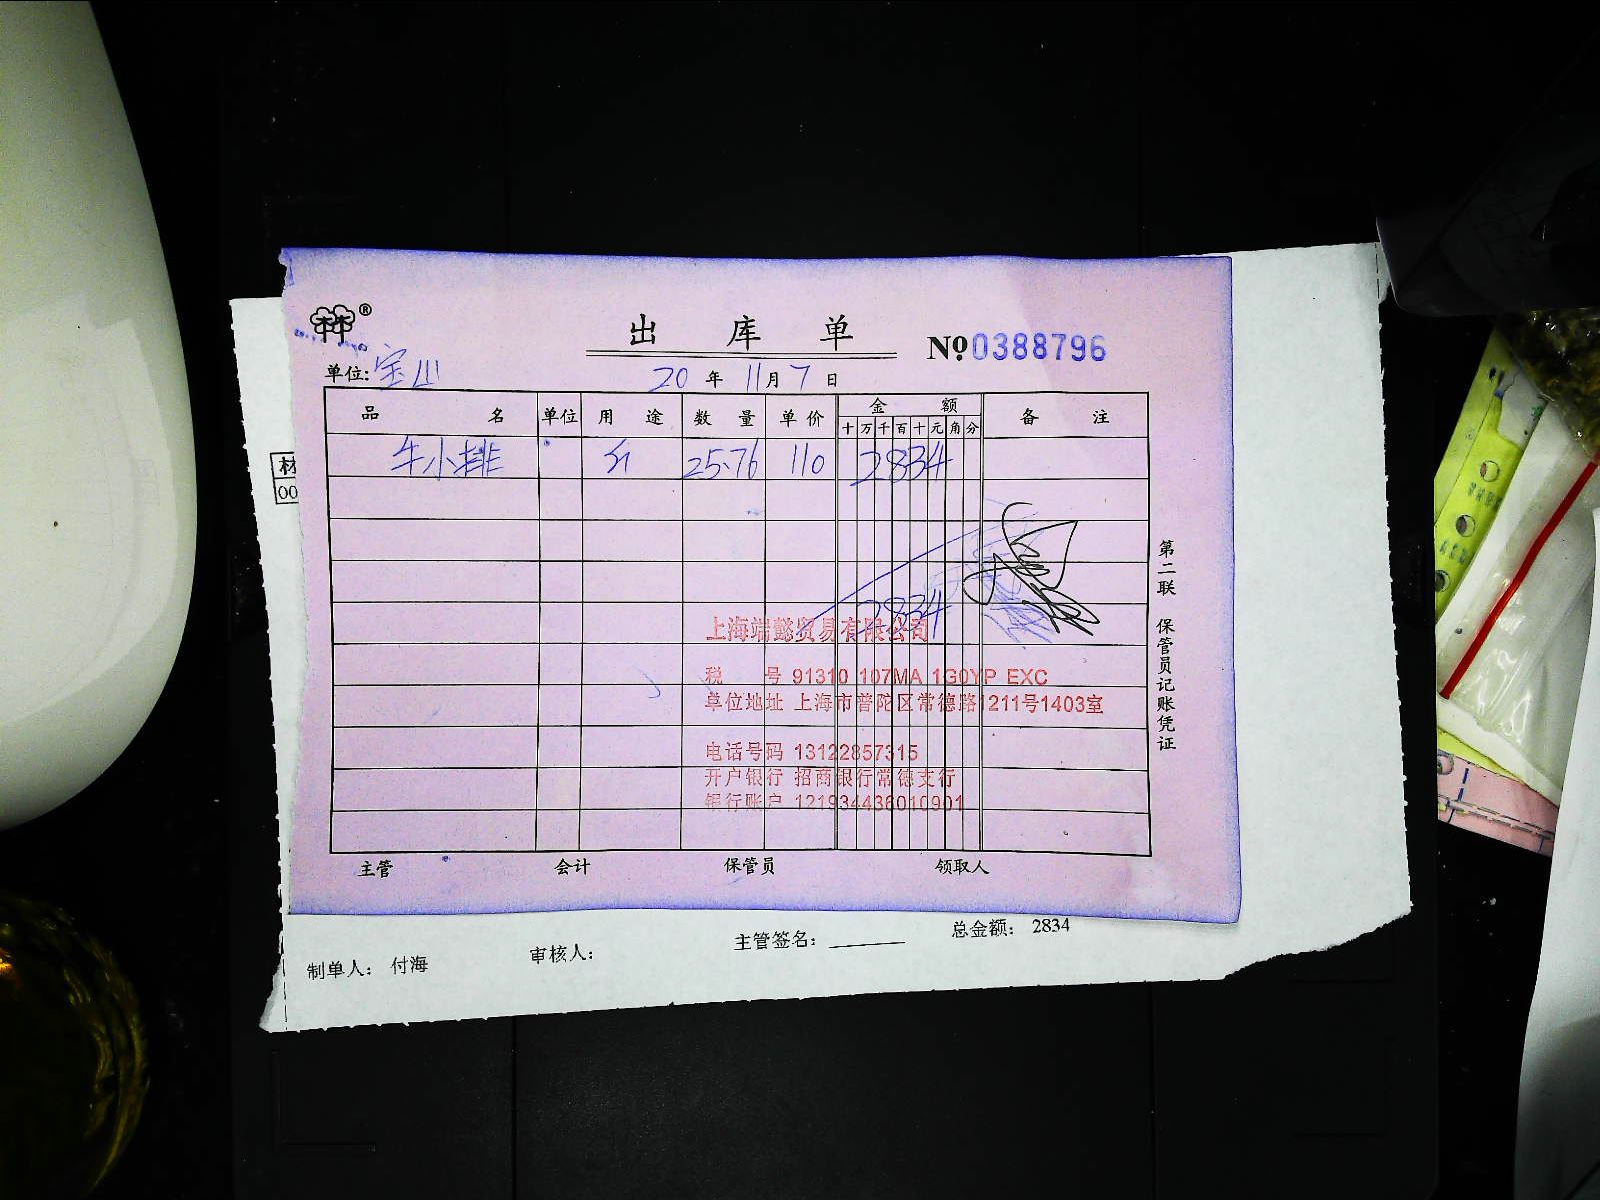 林®
出 库 单
№0388796
单位: 宝山
20 年 11 月 7 日
品 名 单位 用 途 数 量 单 价 金 额 备 注
十 万 千 百 十 元 角 分
牛小排 25.76 110 2834
2834
上海端懿贸易有限公司
税 号 91310 107MA 1G0YP EXC
单位地址 上海市普陀区常德路1211号1403室
电话号码 13122857315
开户银行 招商银行常德支行
银行账户 121934436010901
主管 会计 保管员 领取人
第二联 保管员记账凭证
材
00
制单人： 付海 审核人： 主管签名： 总金额： 2834